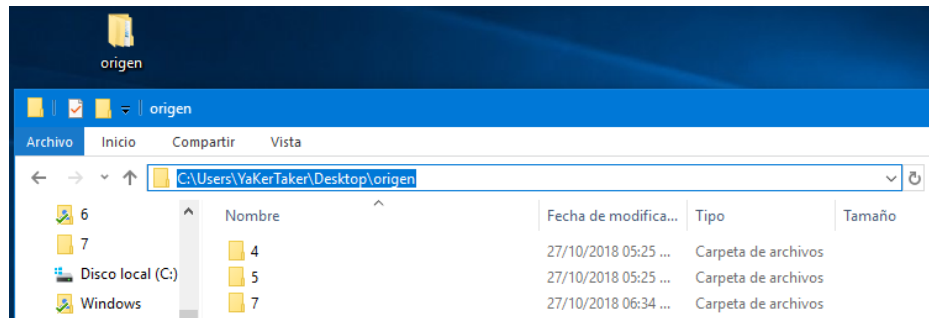 origen
origen
Archivo Inicio Compartir Vista
C:\Users\YaKerTaker\Desktop\origen
6 Nombre Fecha de modifica... Tipo Tamaño
7 4 27/10/2018 05:25 ... Carpeta de archivos
Disco local (C:) 5 27/10/2018 05:25 ... Carpeta de archivos
Windows 7 27/10/2018 06:34 ... Carpeta de archivos